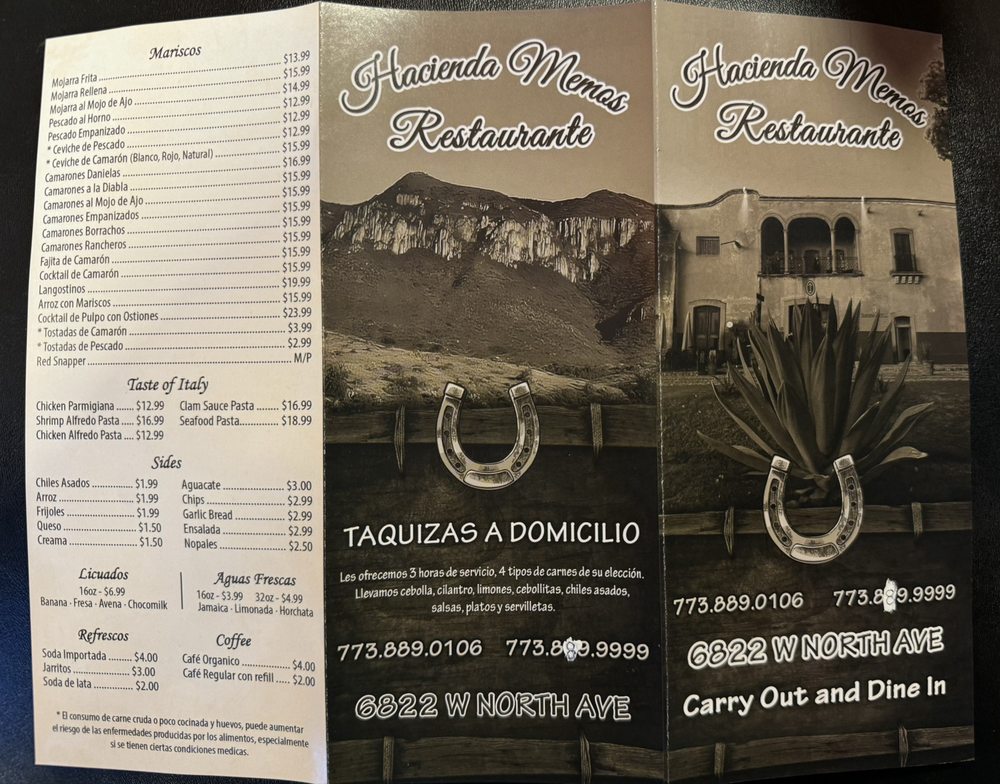 Mariscos
Mojarra Frita ........ $13.99
Mojarra Rellena ........ $15.99
Mojarra al Mojo de Ajo ........ $14.99
Pescado al Horno ........ $12.99
Pescado Empanizado ........ $12.99
* Ceviche de Pescado ........ $12.99
* Ceviche de Camarón (Blanco, Rojo, Natural) ........ $15.99
Camarones Danielas ........ $16.99
Camarones a la Diabla ........ $15.99
Camarones al Mojo de Ajo ........ $15.99
Camarones Empanizados ........ $15.99
Camarones Borrachos ........ $15.99
Camarones Rancheros ........ $15.99
Fajita de Camarón ........ $15.99
Cocktail de Camarón ........ $15.99
Langostinos ........ $19.99
Arroz con Mariscos ........ $15.99
Cocktail de Pulpo con Ostiones ........ $23.99
* Tostadas de Camarón ........ $3.99
* Tostadas de Pescado ........ $2.99
Red Snapper ........ M/P
Taste of Italy
Chicken Parmigiana ...... $12.99
Shrimp Alfredo Pasta .... $16.99
Chicken Alfredo Pasta .... $12.99
Clam Sauce Pasta ........ $16.99
Seafood Pasta............. $18.99
Sides
Chiles Asados .............. $1.99
Arroz ........ $1.99
Frijoles ........ $1.99
Queso ........ $1.50
Creama ........ $1.50
Aguacate ........ $3.00
Chips ........ $2.99
Garlic Bread ........ $2.99
Ensalada ........ $2.99
Nopales ........ $2.50
Licuados
16oz - $6.99
Banana · Fresa · Avena · Chocomilk
Aguas Frescas
16oz - $3.99 32oz - $4.99
Jamaica · Limonada · Horchata
Refrescos
Soda Importada ........ $4.00
Jarritos ........ $3.00
Soda de lata ........ $2.00
Coffee
Café Organico ........ $4.00
Café Regular con refill ..... $2.00
* El consumo de carne cruda o poco cocinada y huevos, puede aumentar
el riesgo de las enfermedades producidas por los alimentos, especialmente
si se tienen ciertas condiciones medicas.
Hacienda Memos
Restaurante
TAQUIZAS A DOMICILIO
Les ofrecemos 3 horas de servicio, 4 tipos de carnes de su elección.
Llevamos cebolla, cilantro, limones, cebollitas, chiles asados,
salsas, platos y servilletas.
773.889.0106 773.889.9999
6822 W NORTH AVE
Hacienda Memos
Restaurante
773.889.0106 773.889.9999
6822 W NORTH AVE
Carry Out and Dine In